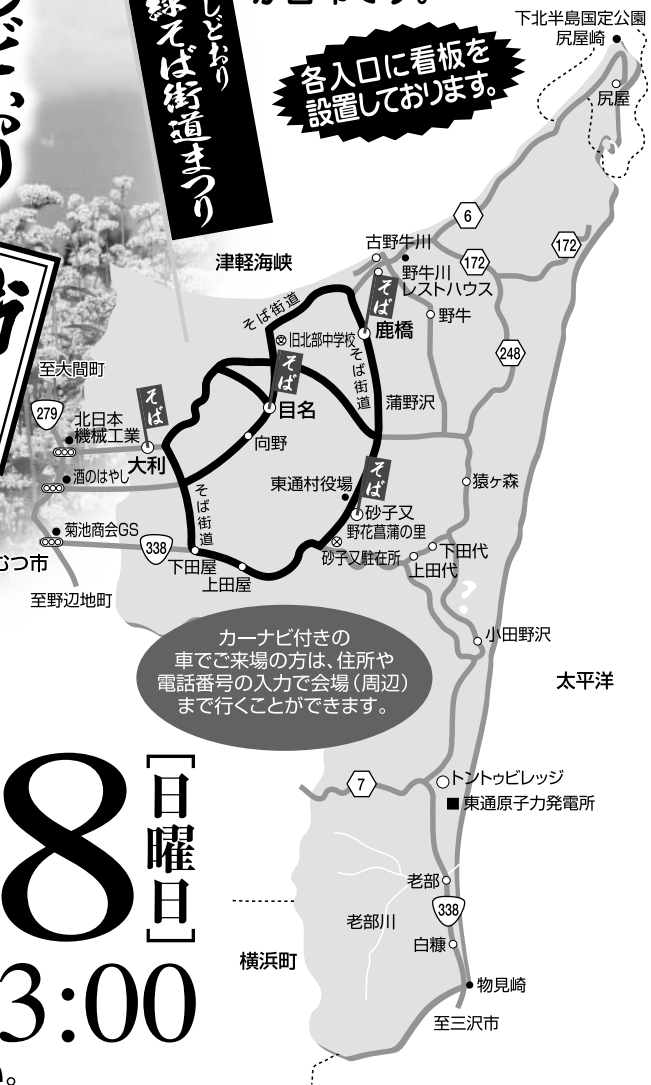 しどおり
そば街道まつり
各入口に看板を
設置しております。
下北半島国定公園
尻屋崎
尻屋
6
172
172
古野牛川
野牛川
レストハウス
津軽海峡
そば
そば街道
鹿橋
野牛
旧北部中学校
248
至大間町
そば
そば
そば街道
279
目名
蒲野沢
北日本
機械工業
向野
大利
酒のはやし
そば
東通村役場
猿ヶ森
そば街道
砂子又
菊池商会GS
338
野花菖蒲の里
下田代
むつ市
下田屋
砂子又駐在所
上田代
上田屋
至野辺地町
小田野沢
カーナビ付きの
車でご来場の方は、住所や
電話番号の入力で会場（周辺）
まで行くことができます。
太平洋
7
トントゥビレッジ
東通原子力発電所
8
［日曜日］
老部
338
老部川
白糠
横浜町
3:00
物見崎
至三沢市